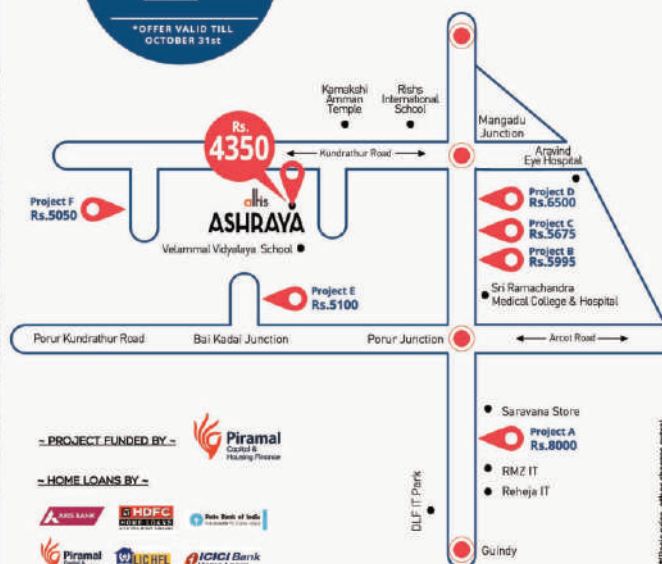 *OFFER VALID TILL
OCTOBER 31st
Kamakshi
Amman
Temple
Rishs
International
School
Mangadu
Junction
Rs.
4350
Kundrathur Road
Aravind
Eye Hospital
Project F
Rs.5050
altis
ASHRAYA
Velammal Vidyalaya School
Project D
Rs.6500
Project C
Rs.5675
Project B
Rs.5995
Project E
Rs.5100
Sri Ramachandra
Medical College & Hospital
Porur Kundrathur Road
Bai Kadai Junction
Porur Junction
Arcot Road
Saravana Store
Project A
Rs.8000
RMZ IT
Reheja IT
DLF IT Park
Guindy
~ PROJECT FUNDED BY ~
Piramal
Capital &
Housing Finance
~ HOME LOANS BY ~
AXIS BANK
HDFC
HOME LOANS
State Bank of India
Piramal
LICHFL
ICICI Bank